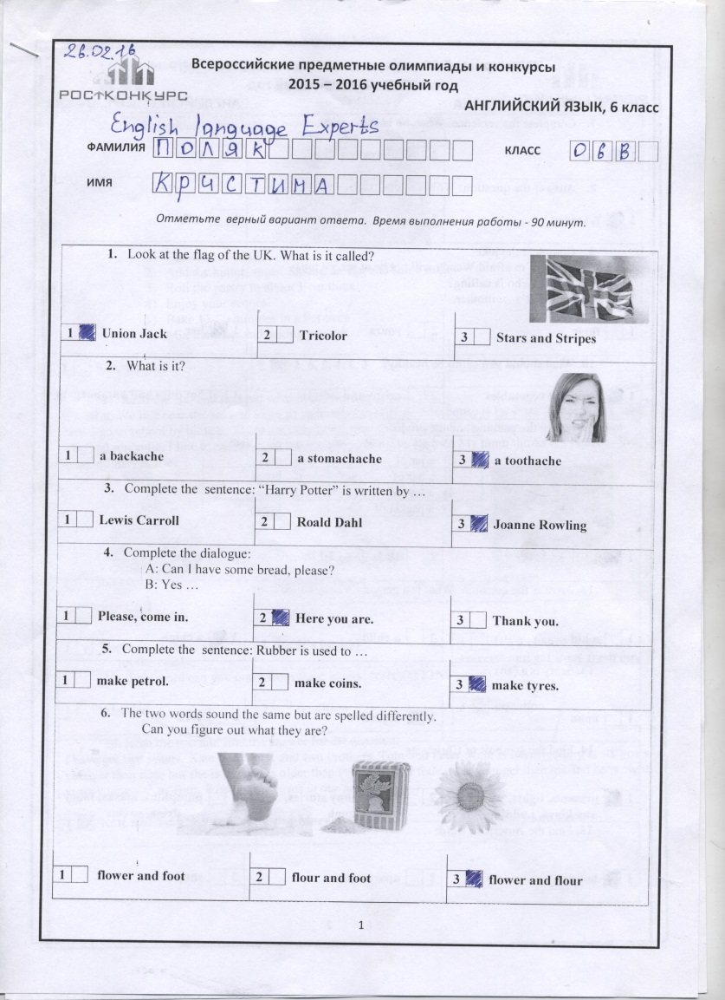 26.02.16
РОСТКОНКУРС
Всероссийские предметные олимпиады и конкурсы
2015 – 2016 учебный год
АНГЛИЙСКИЙ ЯЗЫК, 6 класс
English language Experts
ФАМИЛИЯ ПОЛЯК КЛАСС 06В
ИМЯ КРИСТИНА
Отметьте верный вариант ответа. Время выполнения работы - 90 минут.
1. Look at the flag of the UK. What is it called?
1 Union Jack 2 Tricolor 3 Stars and Stripes
2. What is it?
1 a backache 2 a stomachache 3 a toothache
3. Complete the sentence: “Harry Potter” is written by …
1 Lewis Carroll 2 Roald Dahl 3 Joanne Rowling
4. Complete the dialogue:
A: Can I have some bread, please?
B: Yes …
1 Please, come in. 2 Here you are. 3 Thank you.
5. Complete the sentence: Rubber is used to …
1 make petrol. 2 make coins. 3 make tyres.
6. The two words sound the same but are spelled differently.
Can you figure out what they are?
1 flower and foot 2 flour and foot 3 flower and flour
1